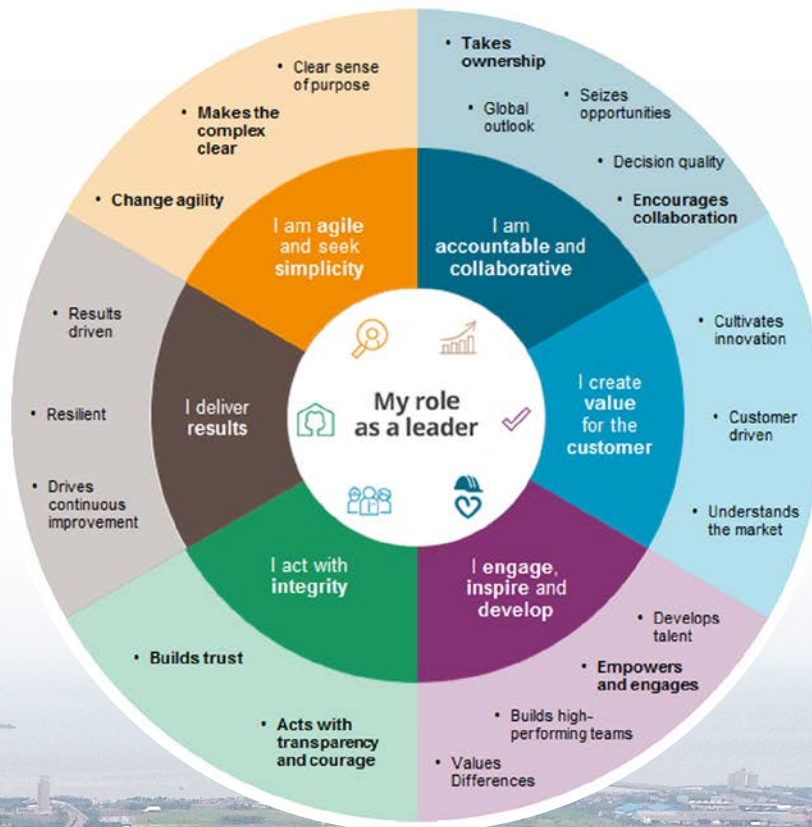 • Takes
ownership
• Clear sense
of purpose
• Seizes
opportunities
• Global
outlook
• Makes the
complex
clear
• Decision quality
• Change agility
• Encourages
collaboration
I am agile
and seek
simplicity
I am
accountable and
collaborative
• Results
driven
• Cultivates
innovation
• Resilient
I deliver
results
My role
as a leader
I create
value
for the
customer
• Customer
driven
• Drives
continuous
improvement
• Understands
the market
I act with
integrity
I engage,
inspire and
develop
• Develops
talent
• Builds trust
• Empowers
and engages
• Acts with
transparency
and courage
• Builds high-
performing teams
• Values
Differences